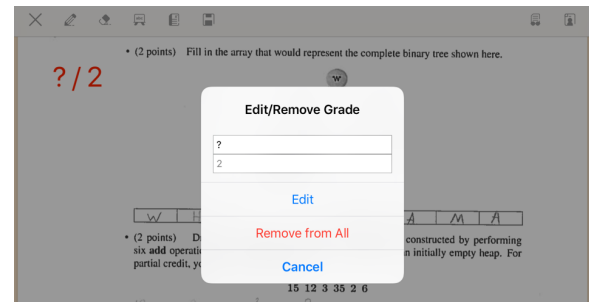 • (2 points) Fill in the array that would represent the complete binary tree shown here.
? / 2
W
Edit/Remove Grade
?
2
Edit
W H A M A
Remove from All
• (2 points) constructed by performing
six add initially empty heap. For
partial credit,
Cancel
15 12 3 35 2 6